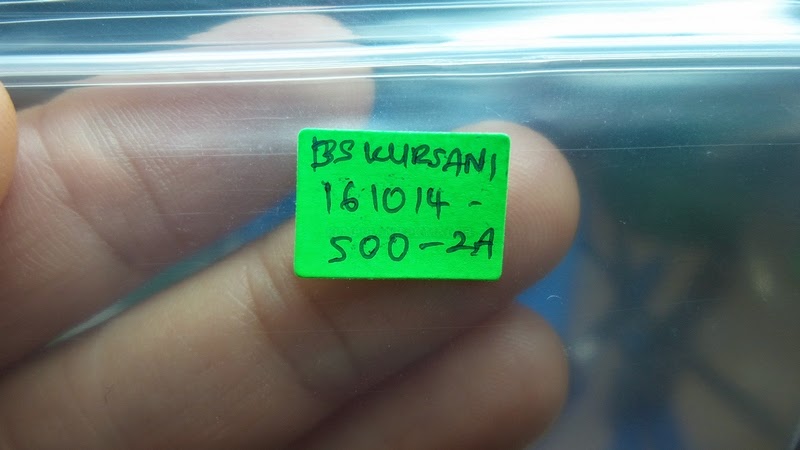 BS KURSANI
161014-
500-2A